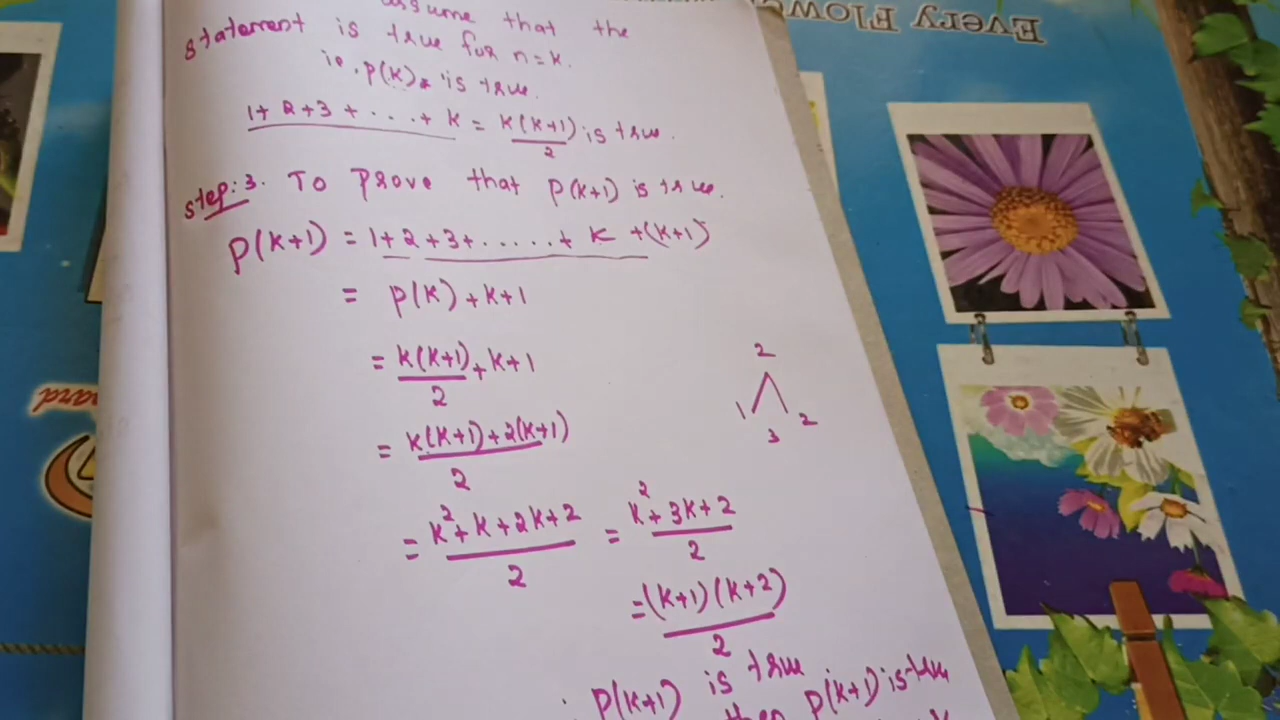 assume that the
statement is true for n=k.
ie. p(k) is true.
1+2+3+.....+k = k(k+1)/2 is true.
step:3. To prove that p(k+1) is true.
p(k+1) = 1+2+3+......+k+(k+1)
= p(k)+k+1
= k(k+1)/2 + k+1
= k(k+1)+2(k+1)/2
= k²+k+2k+2/2 = k²+3k+2/2
= (k+1)(k+2)/2
2
1 2
3
∴ p(k+1) is true
then p(k+1) is true
Every Flower